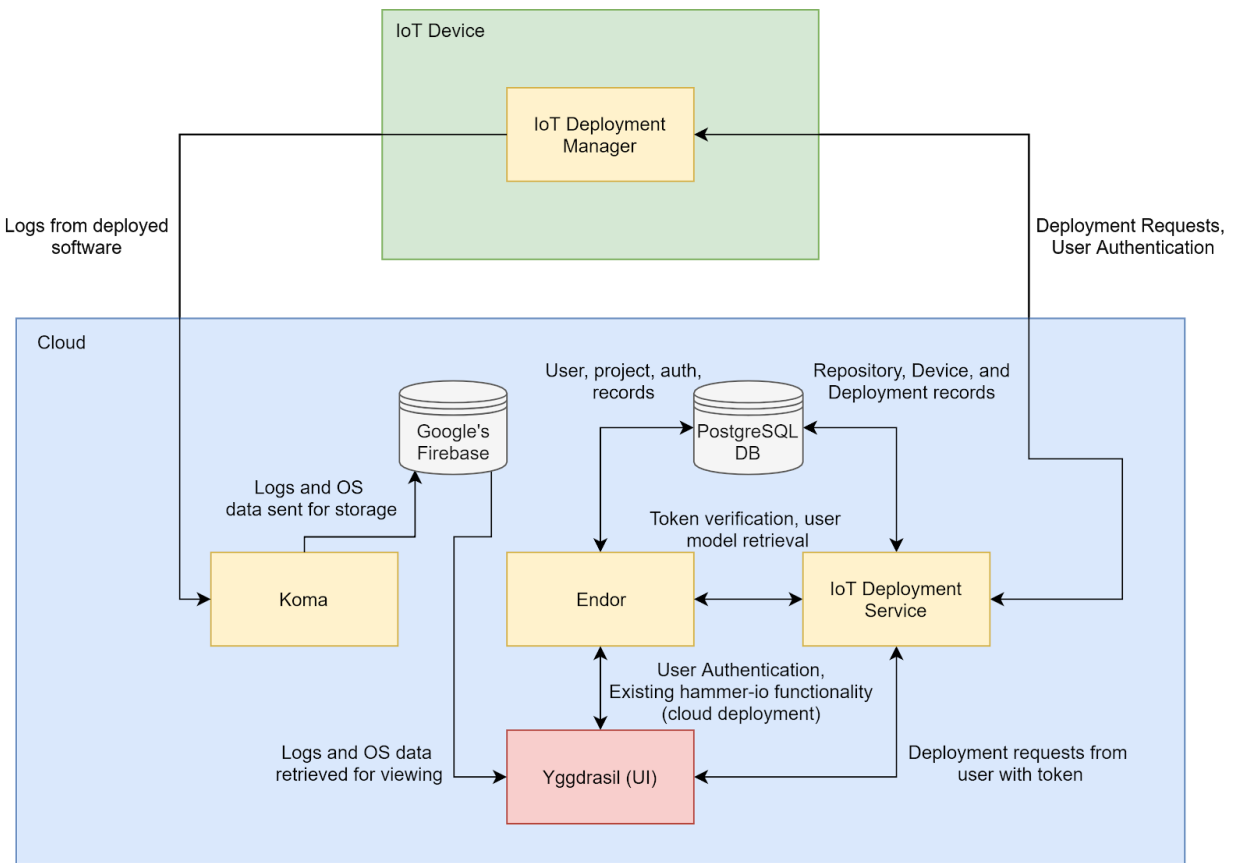 IoT Device
IoT Deployment
Manager
Logs from deployed
software
Deployment Requests,
User Authentication
Cloud
User, project, auth,
records
Repository, Device, and
Deployment records
Google's
Firebase
PostgreSQL
DB
Logs and OS
data sent for storage
Token verification, user
model retrieval
Koma
Endor
IoT Deployment
Service
User Authentication,
Existing hammer-io functionality
(cloud deployment)
Logs and OS data
retrieved for viewing
Yggdrasil (UI)
Deployment requests from
user with token